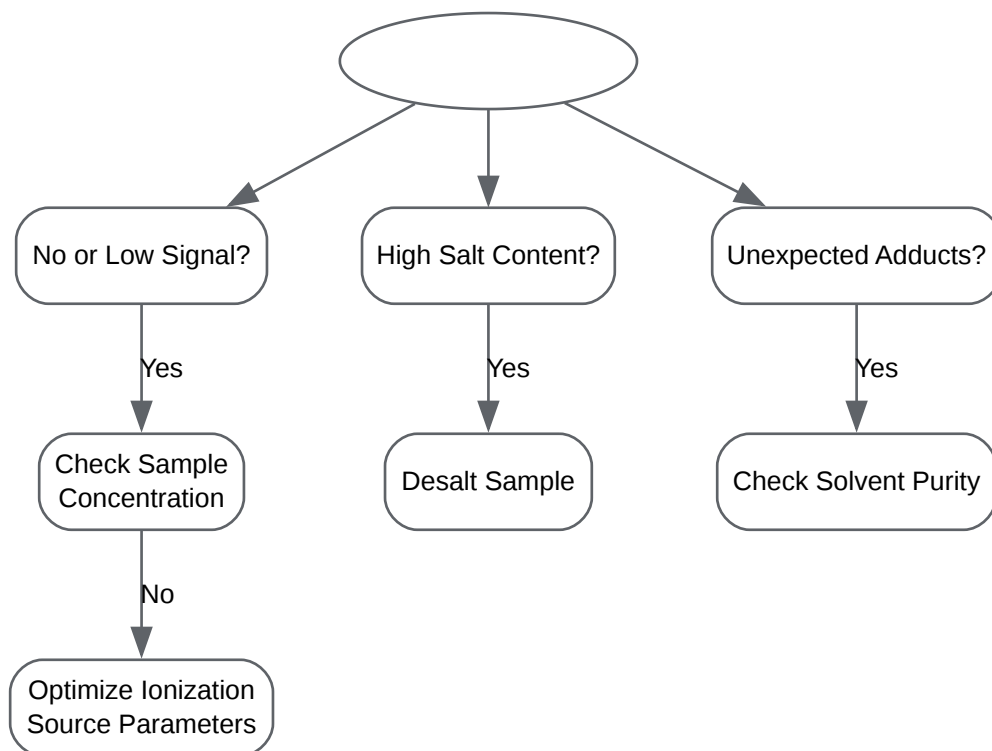 No or Low Signal?
High Salt Content?
Unexpected Adducts?
Yes
Yes
Yes
Check Sample
Concentration
Desalt Sample
Check Solvent Purity
No
Optimize Ionization
Source Parameters